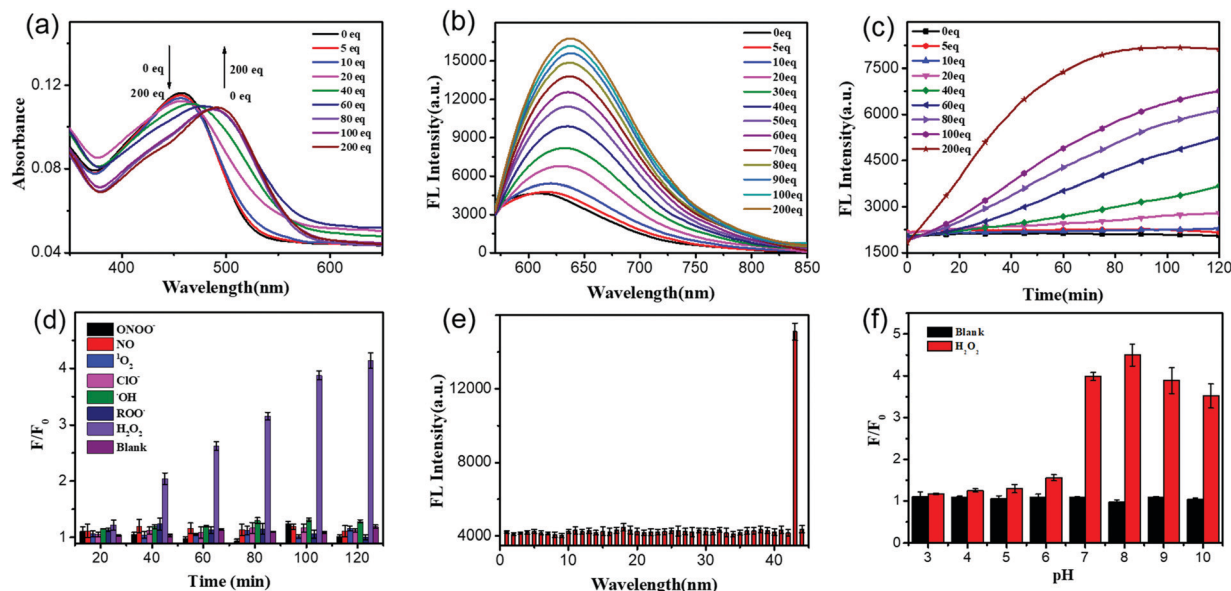 (a)
0 eq
5 eq
10 eq
20 eq
40 eq
60 eq
80 eq
100 eq
200 eq
0 eq
200 eq
200 eq
0 eq
0.12
0.08
0.04
Absorbance
400
500
600
Wavelength(nm)
(b)
0eq
5eq
10eq
20eq
30eq
40eq
50eq
60eq
70eq
80eq
90eq
100eq
200eq
15000
12000
9000
6000
3000
0
FL Intensity(a.u.)
600
650
700
750
800
850
Wavelength(nm)
(c)
0eq
5eq
10eq
20eq
40eq
60eq
80eq
100eq
200eq
9000
7500
6000
4500
3000
1500
FL Intensity(a.u.)
0
20
40
60
80
100
120
Time(min)
(d)
ONOO⁻
NO
¹O₂
ClO⁻
·OH
ROO·
H₂O₂
Blank
4
3
2
1
F/F₀
20
40
60
80
100
120
Time (min)
(e)
16000
12000
8000
4000
FL Intensity(a.u.)
0
10
20
30
40
Wavelength(nm)
(f)
Blank
H₂O₂
5
4
3
2
1
0
F/F₀
3
4
5
6
7
8
9
10
pH